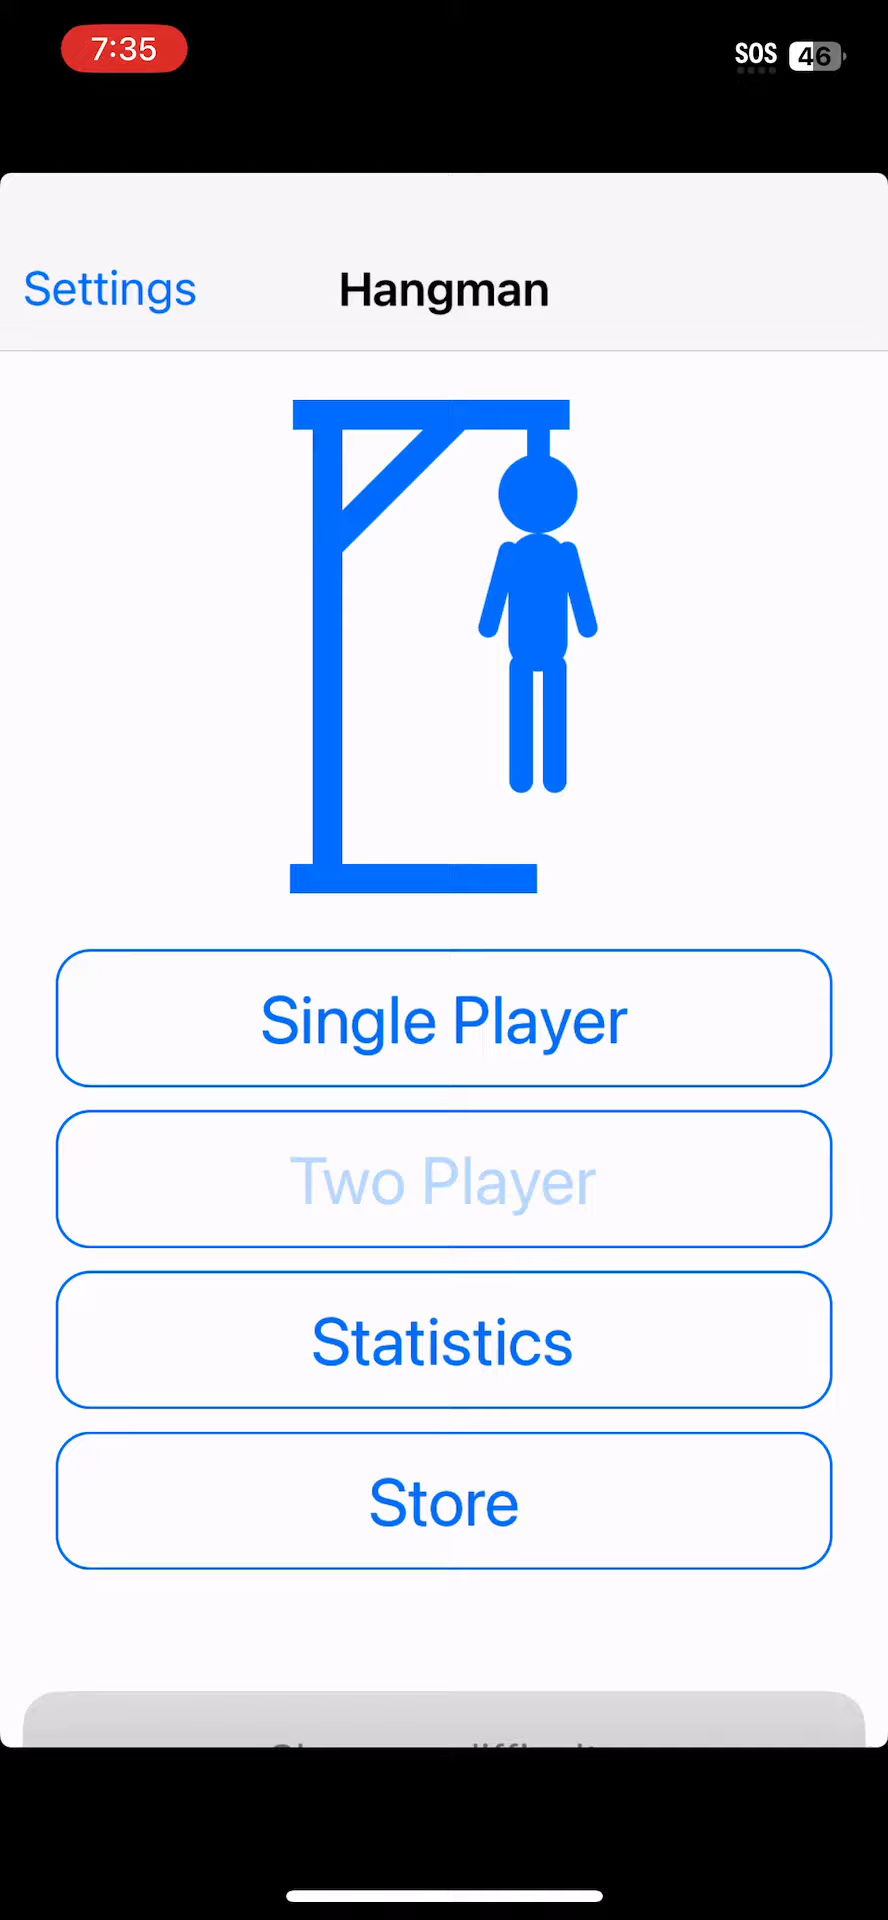 7:35
SOS 46
Settings
Hangman
Single Player
Two Player
Statistics
Store